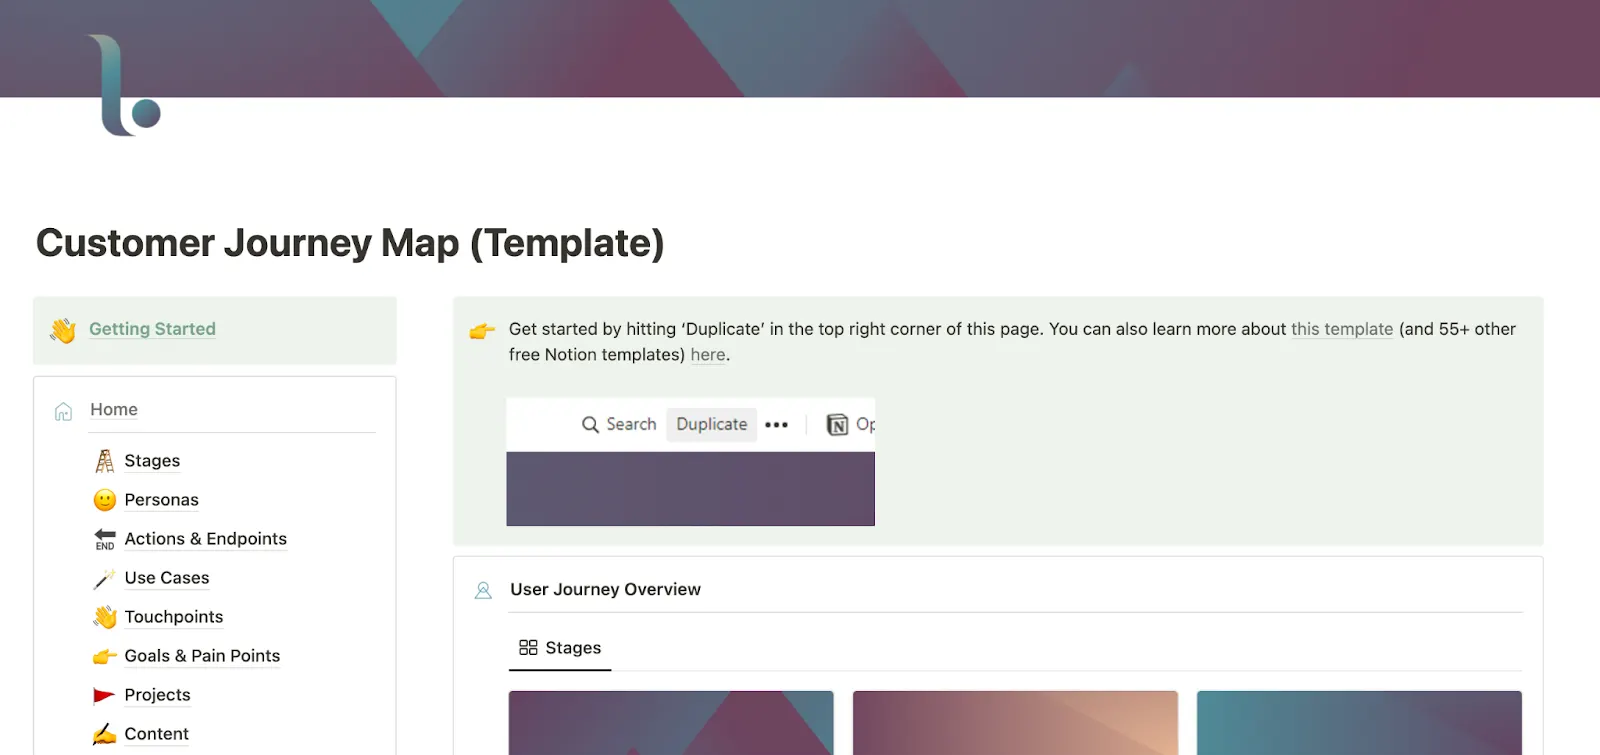 Customer Journey Map (Template)
Getting Started
Home
Stages
Personas
END
Actions & Endpoints
Use Cases
Touchpoints
Goals & Pain Points
Projects
Content
Get started by hitting ‘Duplicate’ in the top right corner of this page. You can also learn more about this template (and 55+ other
free Notion templates) here.
Search Duplicate ••• N Op
User Journey Overview
Stages